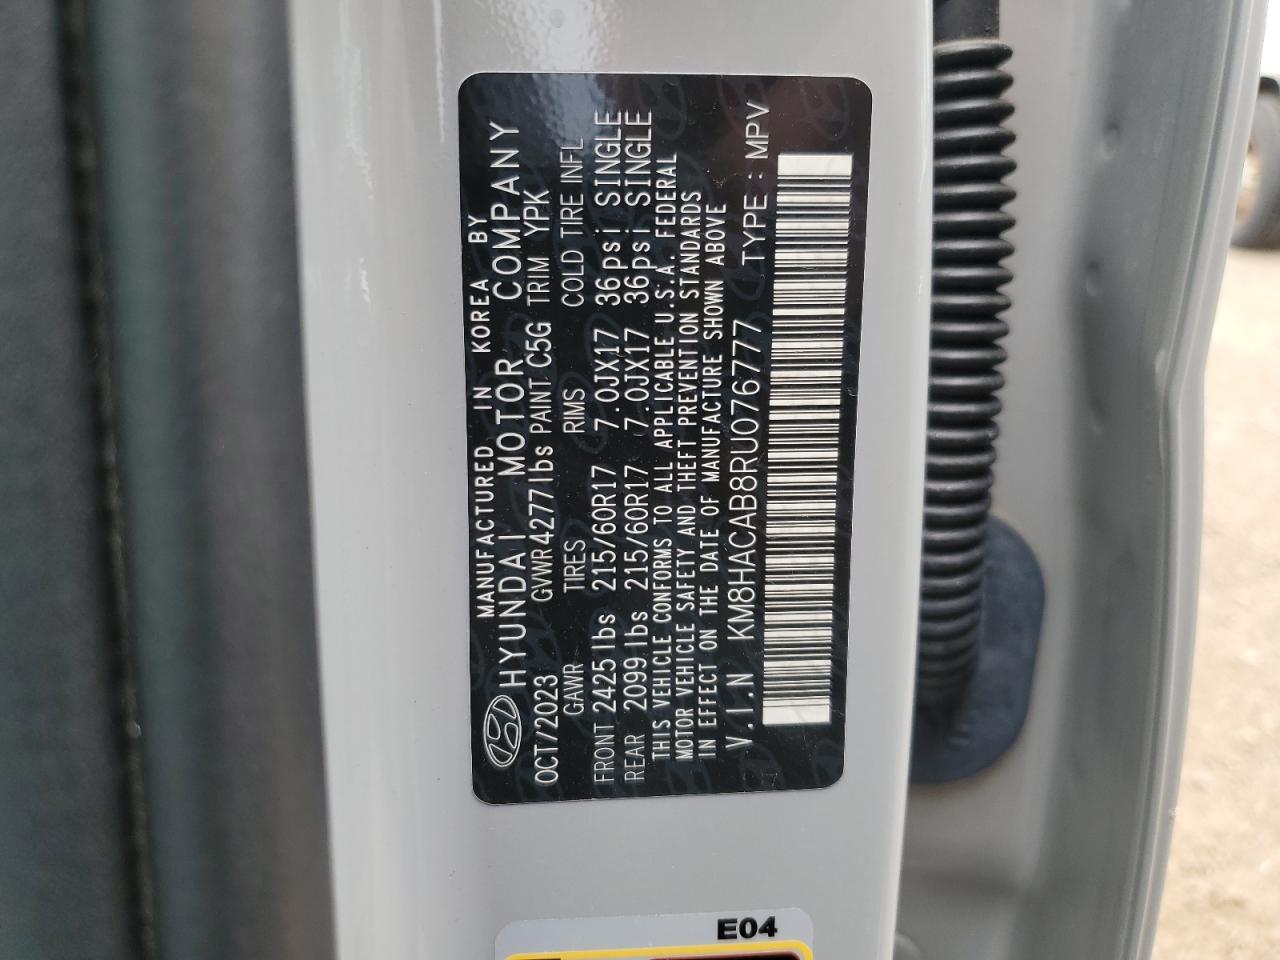 MANUFACTURED IN KOREA BY
HYUNDAI MOTOR COMPANY
OCT/2023 GVWR4277lbs PAINT C5G TRIM YPK
GAWR TIRES RIMS COLD TIRE INFL
FRONT 2425lbs 215/60R17 7.0JX17 36psi SINGLE
REAR 2099lbs 215/60R17 7.0JX17 36psi SINGLE
THIS VEHICLE CONFORMS TO ALL APPLICABLE U.S.A. FEDERAL
MOTOR VEHICLE SAFETY AND THEFT PREVENTION STANDARDS
IN EFFECT ON THE DATE OF MANUFACTURE SHOWN ABOVE
V.I.N KM8HACAB8RU076777 TYPE : MPV
E04